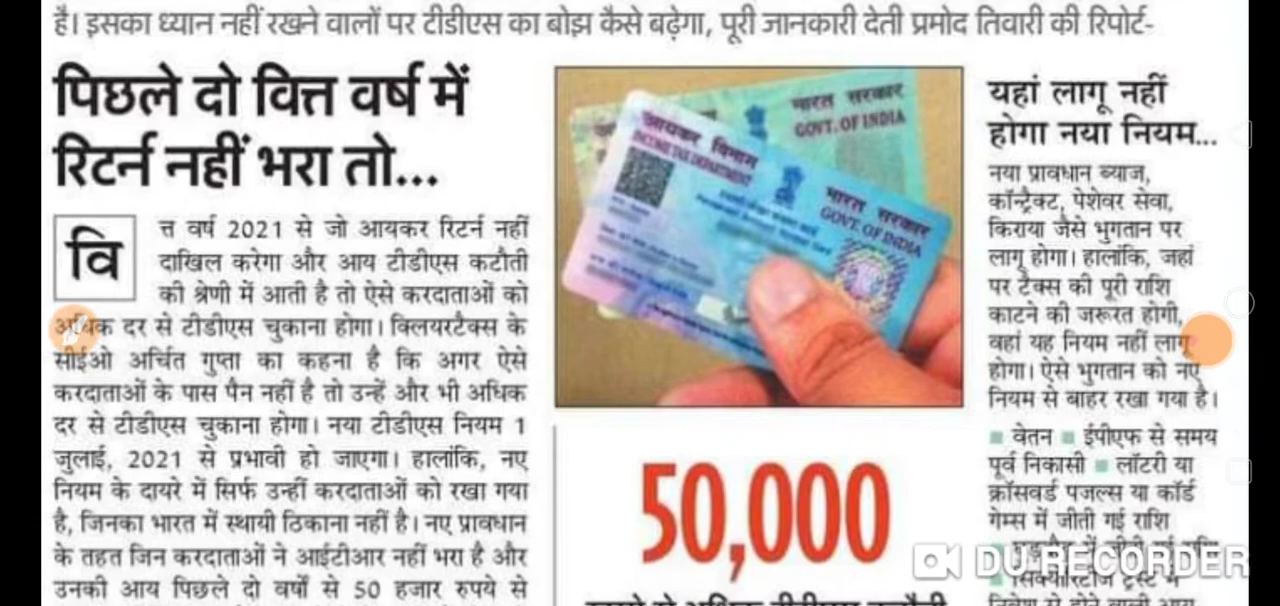 है। इसका ध्यान नहीं रखने वालों पर टीडीएस का बोझ कैसे बढ़ेगा, पूरी जानकारी देती प्रमोद तिवारी की रिपोर्ट-
पिछले दो वित्त वर्ष में
रिटर्न नहीं भरा तो...
वित्त वर्ष 2021 से जो आयकर रिटर्न नहीं
दाखिल करेगा और आय टीडीएस कटौती
की श्रेणी में आती है तो ऐसे करदाताओं को
अधिक दर से टीडीएस चुकाना होगा। क्लियरटैक्स के
सीईओ अर्चित गुप्ता का कहना है कि अगर ऐसे
करदाताओं के पास पैन नहीं है तो उन्हें और भी अधिक
दर से टीडीएस चुकाना होगा। नया टीडीएस नियम 1
जुलाई, 2021 से प्रभावी हो जाएगा। हालांकि, नए
नियम के दायरे में सिर्फ उन्हीं करदाताओं को रखा गया
है, जिनका भारत में स्थायी ठिकाना नहीं है। नए प्रावधान
के तहत जिन करदाताओं ने आईटीआर नहीं भरा है और
उनकी आय पिछले दो वर्षों से 50 हजार रुपये से
भारत सरकार
GOVT. OF INDIA
आयकर विभाग
INCOME TAX DEPARTMENT
भारत सरकार
GOVT. OF INDIA
50,000
यहां लागू नहीं
होगा नया नियम...
नया प्रावधान ब्याज,
कॉन्ट्रैक्ट, पेशेवर सेवा,
किराया जैसे भुगतान पर
लागू होगा। हालांकि, जहां
पर टैक्स की पूरी राशि
काटने की जरूरत होगी,
वहां यह नियम नहीं लागू
होगा। ऐसे भुगतान को नए
नियम से बाहर रखा गया है।
■ वेतन ■ ईपीएफ से समय
पूर्व निकासी ■ लॉटरी या
क्रॉसवर्ड पजल्स या कॉर्ड
गेम्स में जीती गई राशि
■ सिक्योरिटीज ट्रस्ट में
DU RECORDER